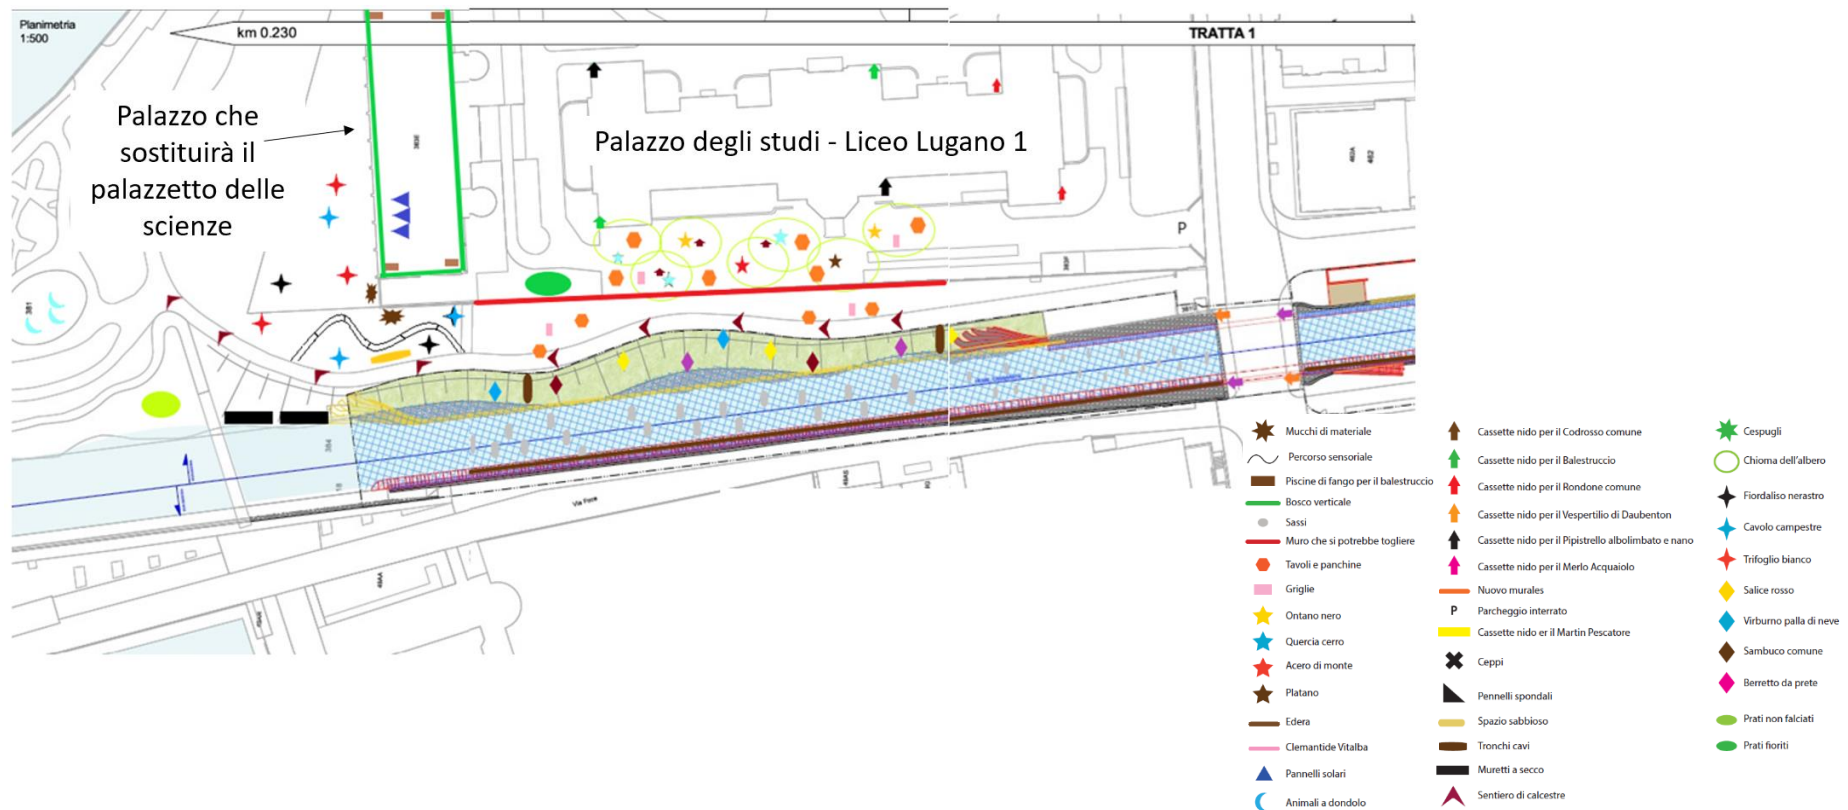 Planimetria
1:500
km 0.230
TRATTA 1
Palazzo che
sostituirà il
palazzetto delle
scienze
Palazzo degli studi - Liceo Lugano 1
P
381
Via Foce
Mucchi di materiale
Percorso sensoriale
Piscine di fango per il balestruccio
Bosco verticale
Sassi
Muro che si potrebbe togliere
Tavoli e panchine
Griglie
Ontano nero
Quercia cerro
Acero di monte
Platano
Edera
Clemantide Vitalba
Pannelli solari
Animali a dondolo
Cassette nido per il Codrosso comune
Cassette nido per il Balestruccio
Cassette nido per il Rondone comune
Cassette nido per il Vespertilio di Daubenton
Cassette nido per il Pipistrello albolimbato e nano
Cassette nido per il Merlo Acquaiolo
Nuovo murales
P Parcheggio interrato
Cassette nido er il Martin Pescatore
Ceppi
Pennelli spondali
Spazio sabbioso
Tronchi cavi
Muretti a secco
Sentiero di calcestre
Cespugli
Chioma dell'albero
Fiordaliso nerastro
Cavolo campestre
Trifoglio bianco
Salice rosso
Virburno palla di neve
Sambuco comune
Berretto da prete
Prati non falciati
Prati fioriti